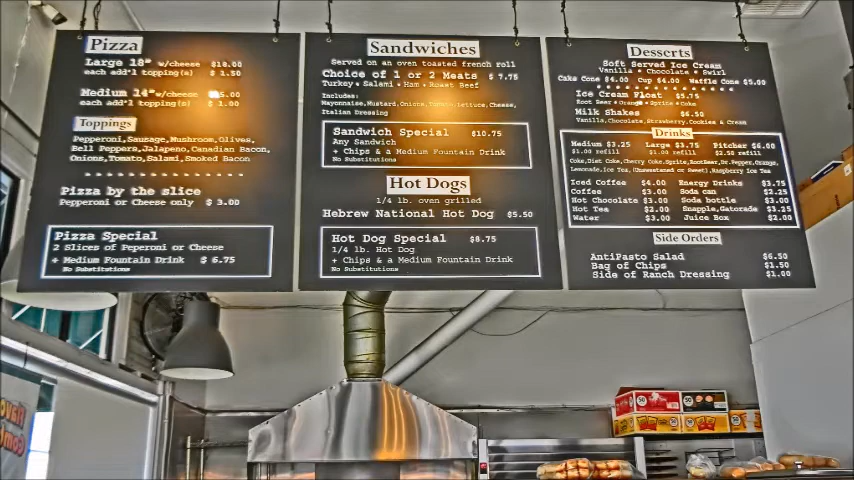 Pizza
Large 18" w/cheese $18.00
each add'l topping(s) $ 1.50
Medium 14" w/cheese 5.00
each add'l topping(s) $ 1.00
Toppings
Pepperoni, Sausage, Mushroom, Olives,
Bell Peppers, Jalapeno, Canadian Bacon,
Onions, Tomato, Salami, Smoked Bacon
Pizza by the slice
Pepperoni or Cheese only $ 3.00
Pizza Special
2 Slices of Peperoni or Cheese
+ Medium Fountain Drink $ 6.75
No Substitutions
Sandwiches
Served on an oven toasted french roll
Choice of 1 or 2 Meats $ 7.75
Turkey • Salami • Ham • Roast Beef
Includes:
Mayonnaise, Mustard, Onions, Tomato, Lettuce, Cheese,
Italian Dressing
Sandwich Special $10.75
Any Sandwich
+ Chips & a Medium Fountain Drink
No Substitutions
Hot Dogs
1/4 lb. oven grilled
Hebrew National Hot Dog $5.50
Hot Dog Special $8.75
1/4 lb. Hot Dog
+ Chips & a Medium Fountain Drink
No Substitutions
Desserts
Soft Served Ice Cream
Vanilla • Chocolate • Swirl
Cake Cone $4.00 Cup $4.00 Waffle Cone $5.00
Ice Cream Float $5.75
Root Beer • Orange • Sprite • Coke
Milk Shakes $6.50
Vanilla, Chocolate, Strawberry, Cookies & Cream
Drinks
Medium $3.25 Large $3.75 Pitcher $6.00
$1.00 refill $1.00 refill $2.50 refill
Coke, Diet Coke, Cherry Coke, Sprite, RootBeer, Dr. Pepper, Orange,
Lemonade, Ice Tea, (Unsweetened or Sweet), Raspberry Ice Tea
Iced Coffee $4.00 Energy Drinks $3.75
Coffee $3.00 Soda can $2.25
Hot Chocolate $3.00 Soda bottle $3.00
Hot Tea $2.00 Snapple, Gatorade $3.25
Water $3.00 Juice Box $2.00
Side Orders
AntiPasto Salad $6.50
Bag of Chips $1.50
Side of Ranch Dressing $1.00